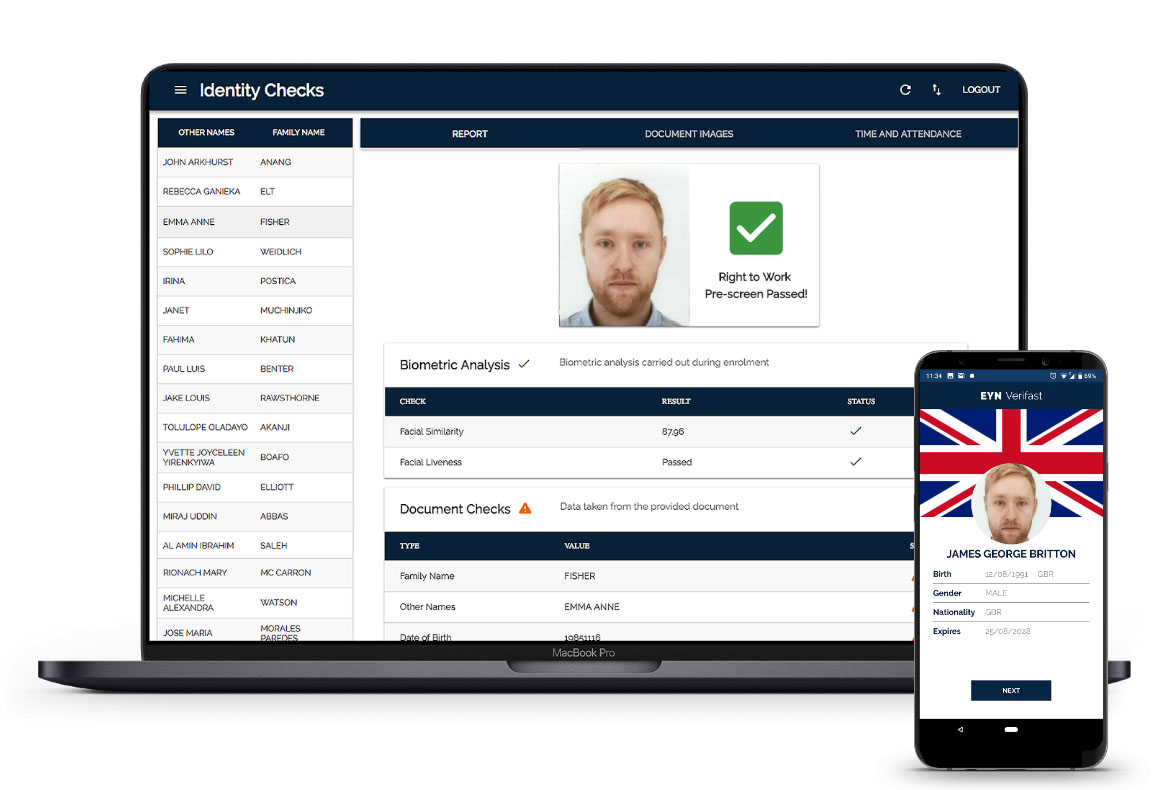 Identity Checks
LOGOUT
OTHER NAMES FAMILY NAME
JOHN ARKHURST ANANG
REBECCA GANIEKA ELT
EMMA ANNE FISHER
SOPHIE LILO WEIDLICH
IRINA POSTICA
JANET MUCHINJIKO
FAHIMA KHATUN
PAUL LUIS BENTER
JAKE LOUIS RAWSTHORNE
TOLULOPE OLADAYO AKANJI
YVETTE JOYCELEEN
YIRENKYIWA BOAFO
PHILLIP DAVID ELLIOTT
MIRAJ UDDIN ABBAS
AL AMIN IBRAHIM SALEH
RIONACH MARY MC CARRON
MICHELLE
ALEXANDRA WATSON
JOSE MARIA MORALES
PAREDES
REPORT DOCUMENT IMAGES TIME AND ATTENDANCE
Right to Work
Pre-screen Passed!
Biometric Analysis Biometric analysis carried out during enrolment
CHECK RESULT STATUS
Facial Similarity 87,96
Facial Liveness Passed
Document Checks Data taken from the provided document
TYPE VALUE S
Family Name FISHER
Other Names EMMA ANNE
Date of Birth 19851116
MacBook Pro
11:34 69%
EYN Verifast
JAMES GEORGE BRITTON
Birth 12/06/1991 GBR
Gender MALE
Nationality GBR
Expires 25/08/2028
NEXT